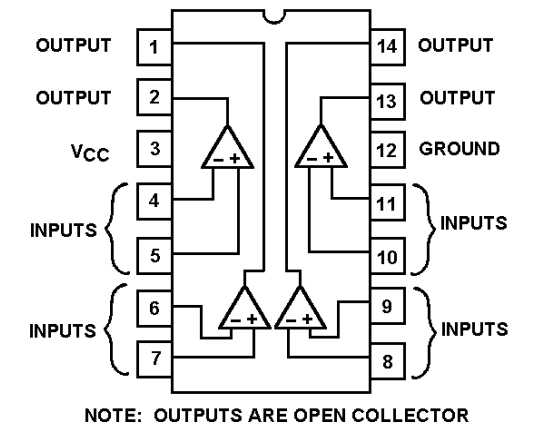 OUTPUT 1 14 OUTPUT
OUTPUT 2 13 OUTPUT
VCC 3 12 GROUND
- +
- +
4 11
INPUTS INPUTS
5 10
6 9
- +
- +
INPUTS INPUTS
7 8
NOTE: OUTPUTS ARE OPEN COLLECTOR